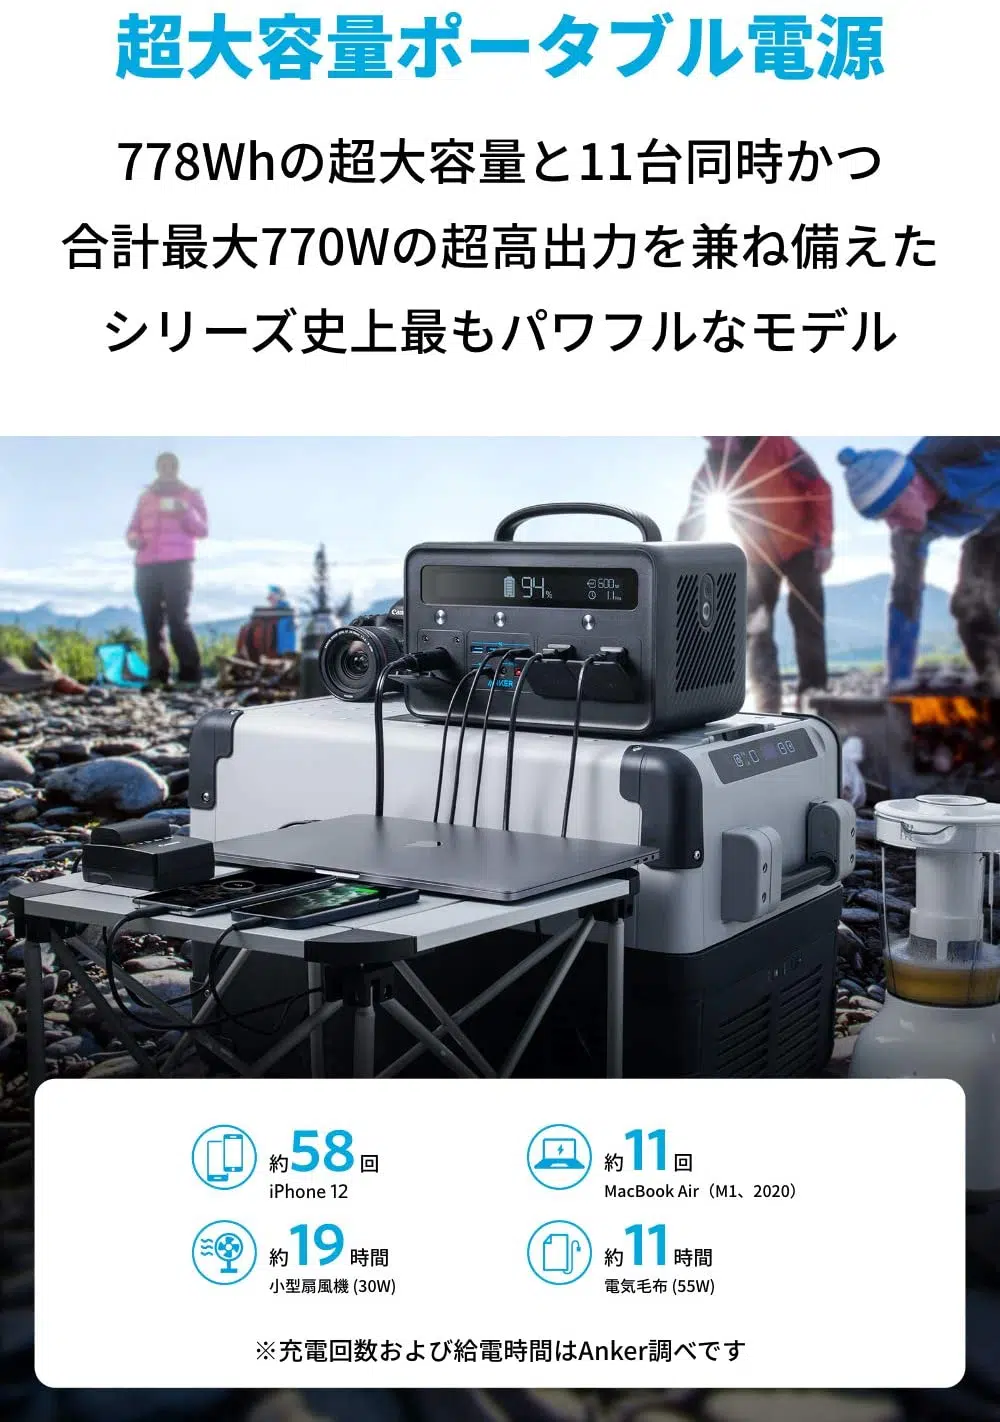 超大容量ポータブル電源
778Whの超大容量と11台同時かつ
合計最大770Wの超高出力を兼ね備えた
シリーズ史上最もパワフルなモデル
94%
600W
1.1
ANKER
約58回
iPhone 12
約11回
MacBook Air（M1、2020）
約19時間
小型扇風機 (30W)
約11時間
電気毛布 (55W)
※充電回数および給電時間はAnker調べです